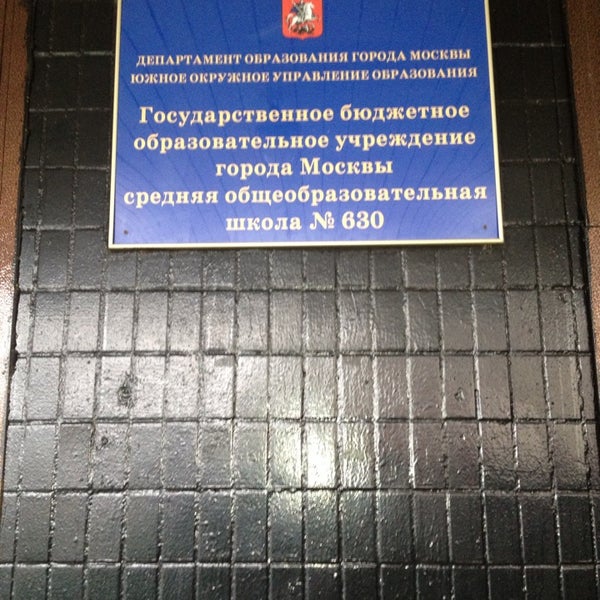 ДЕПАРТАМЕНТ ОБРАЗОВАНИЯ ГОРОДА МОСКВЫ
ЮЖНОЕ ОКРУЖНОЕ УПРАВЛЕНИЕ ОБРАЗОВАНИЯ
Государственное бюджетное
образовательное учреждение
города Москвы
средняя общеобразовательная
школа № 630